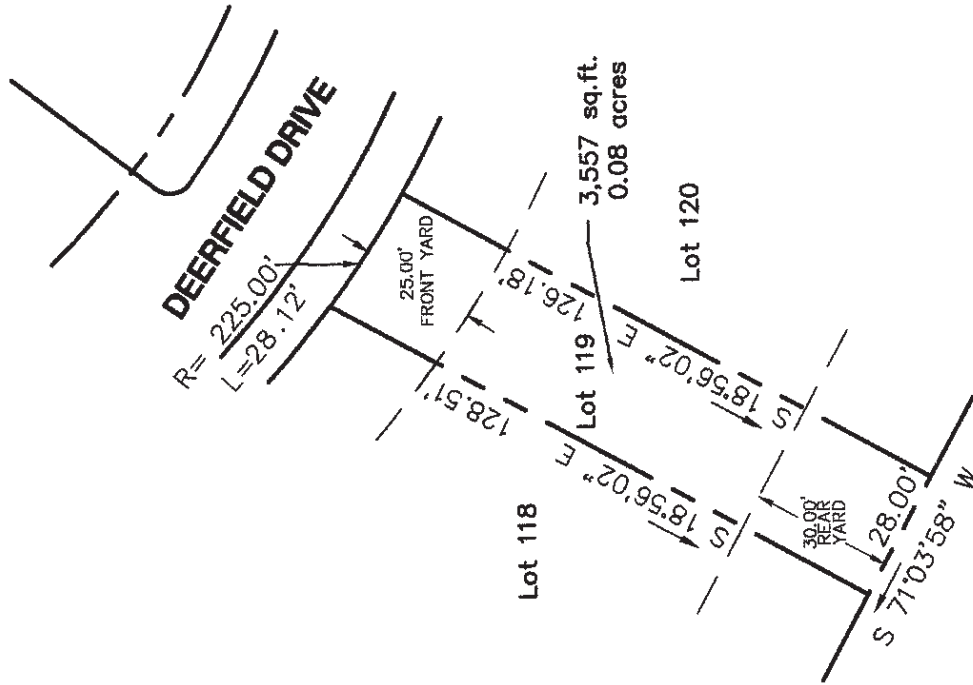 DEERFIELD DRIVE
R= 225.00'
L=28.12'
25.00'
FRONT YARD
128.51'
S 18°56'02" E
126.18'
S 18°56'02" E
3,557 sq.ft.
0.08 acres
Lot 118
Lot 119
Lot 120
30.00'
REAR
YARD
28.00'
S 71°03'58" W